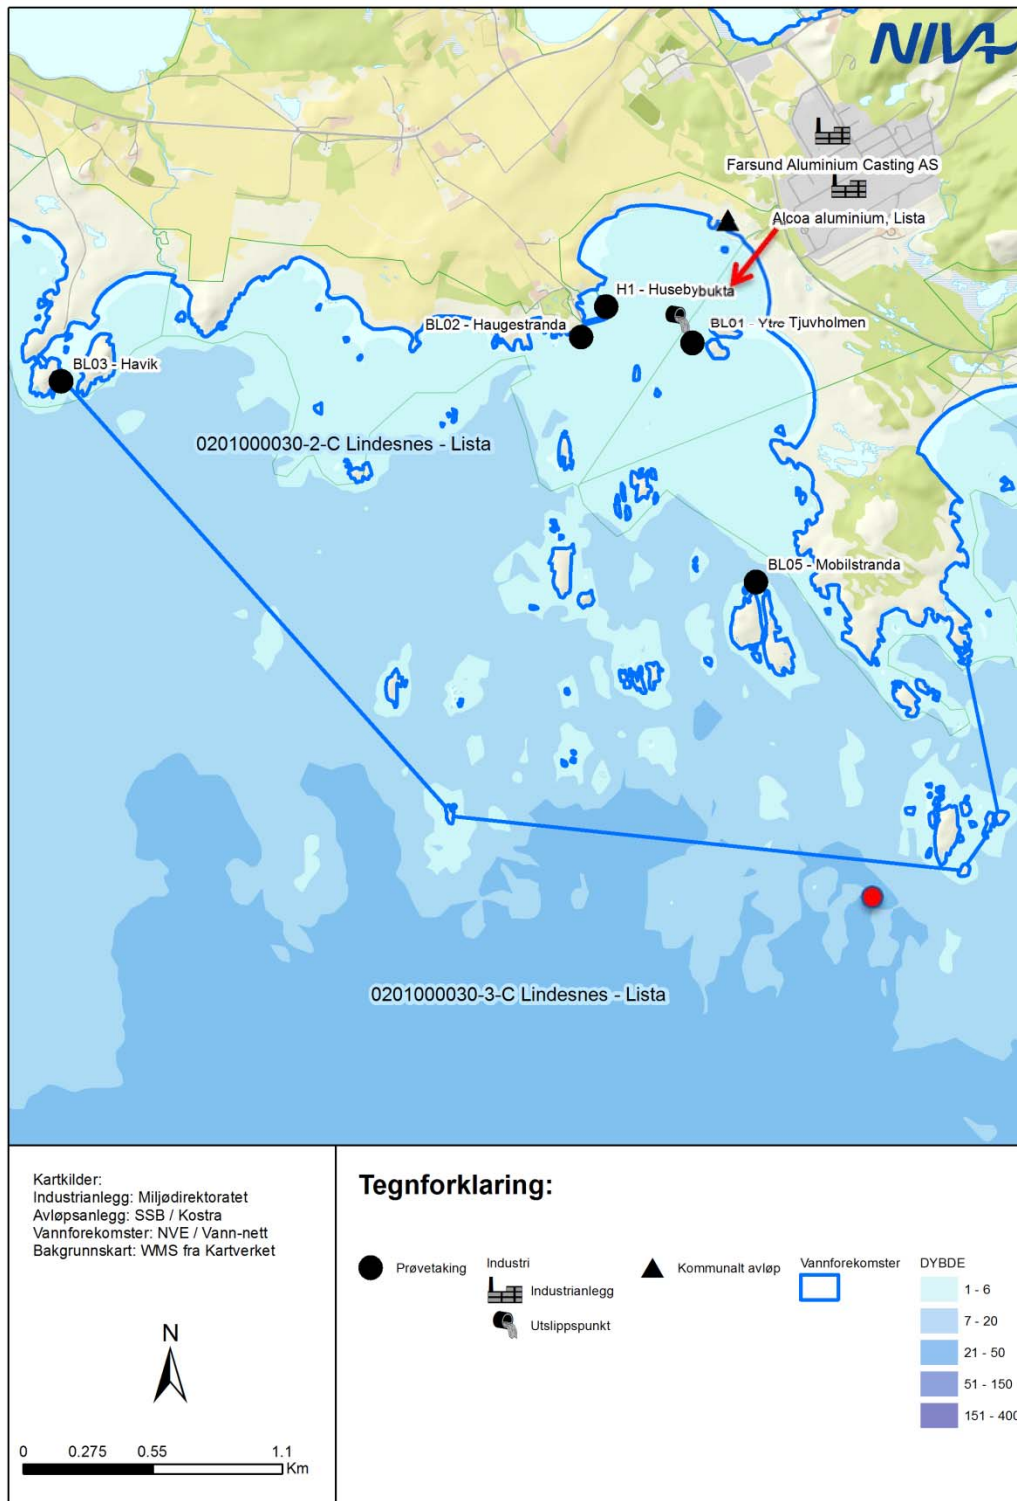 NIVA
Farsund Aluminium Casting AS
Alcoa aluminium, Lista
H1 - Husebybukta
BL02 - Haugestranda
BL01 - Ytre Tjuvholmen
BL03 - Havik
0201000030-2-C Lindesnes - Lista
BL05 - Mobilstranda
0201000030-3-C Lindesnes - Lista
Kartkilder:
Industrianlegg: Miljødirektoratet
Avløpsanlegg: SSB / Kostra
Vannforekomster: NVE / Vann-nett
Bakgrunnskart: WMS fra Kartverket
N
0 0.275 0.55 1.1
Km
Tegnforklaring:
Prøvetaking
Industri
Industrianlegg
Utslippspunkt
Kommunalt avløp
Vannforekomster
DYBDE
1 - 6
7 - 20
21 - 50
51 - 150
151 - 400